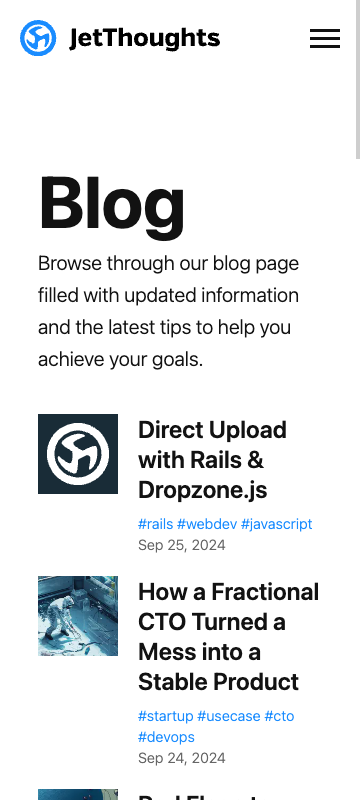 JetThoughts
Blog
Browse through our blog page
filled with updated information
and the latest tips to help you
achieve your goals.
Direct Upload
with Rails &
Dropzone.js
#rails #webdev #javascript
Sep 25, 2024
How a Fractional
CTO Turned a
Mess into a
Stable Product
#startup #usecase #cto
#devops
Sep 24, 2024